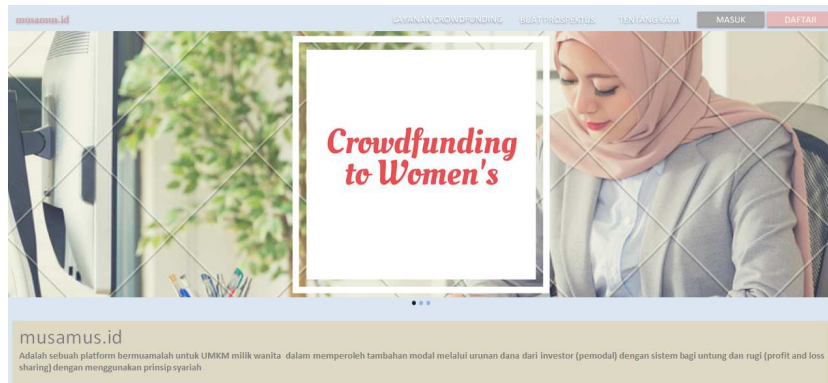 musamus.id
LAYANAN CROWDFUNDING BUAT PROSPEKTUS TENTANG KAMI MASUK DAFTAR
Crowdfunding
to Women's
musamus.id
Adalah sebuah platform bermuamalah untuk UMKM milik wanita dalam memperoleh tambahan modal melalui urunan dana dari investor (pemodal) dengan sistem bagi untung dan rugi (profit and loss
sharing) dengan menggunakan prinsip syariah